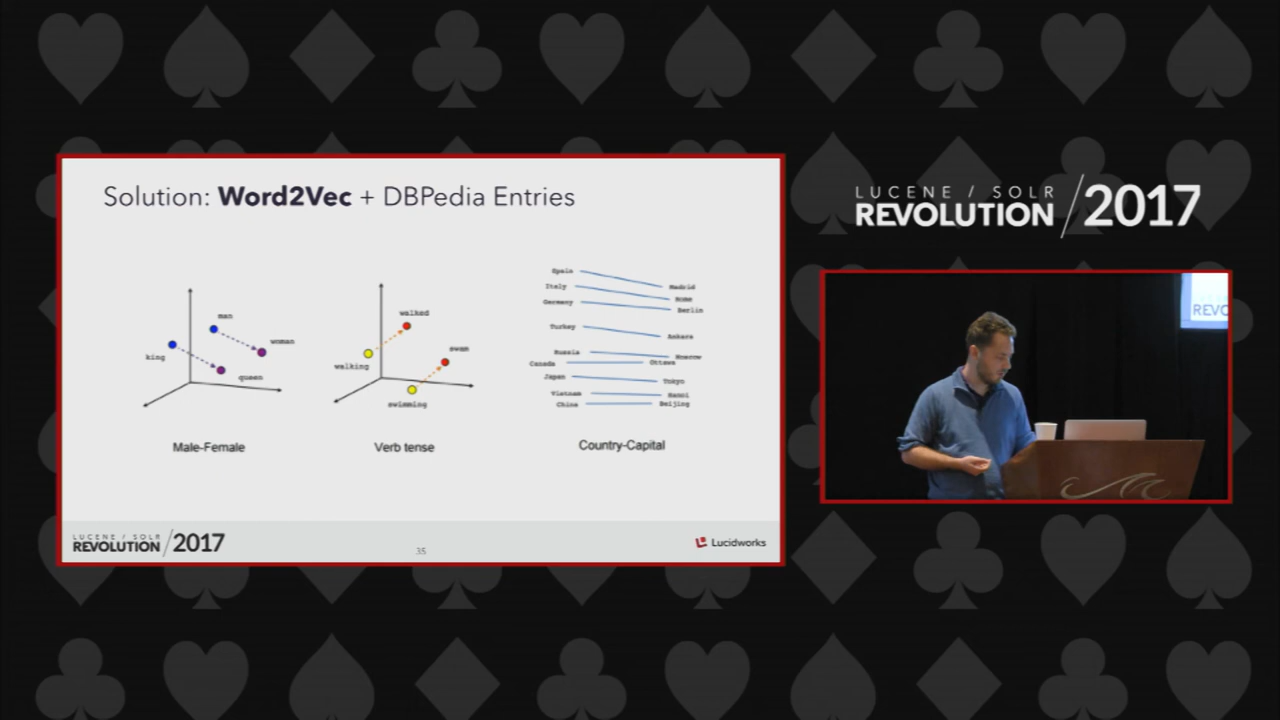 Solution: Word2Vec + DBPedia Entries
man
woman
king
queen
Male-Female
walked
swam
walking
swimming
Verb tense
Spain
Madrid
Italy
Rome
Germany
Berlin
Turkey
Ankara
Russia
Moscow
Canada
Ottawa
Japan
Tokyo
Vietnam
Hanoi
China
Beijing
Country-Capital
LUCENE / SOLR
REVOLUTION / 2017
35
Lucidworks
LUCENE / SOLR
REVOLUTION / 2017
REVO